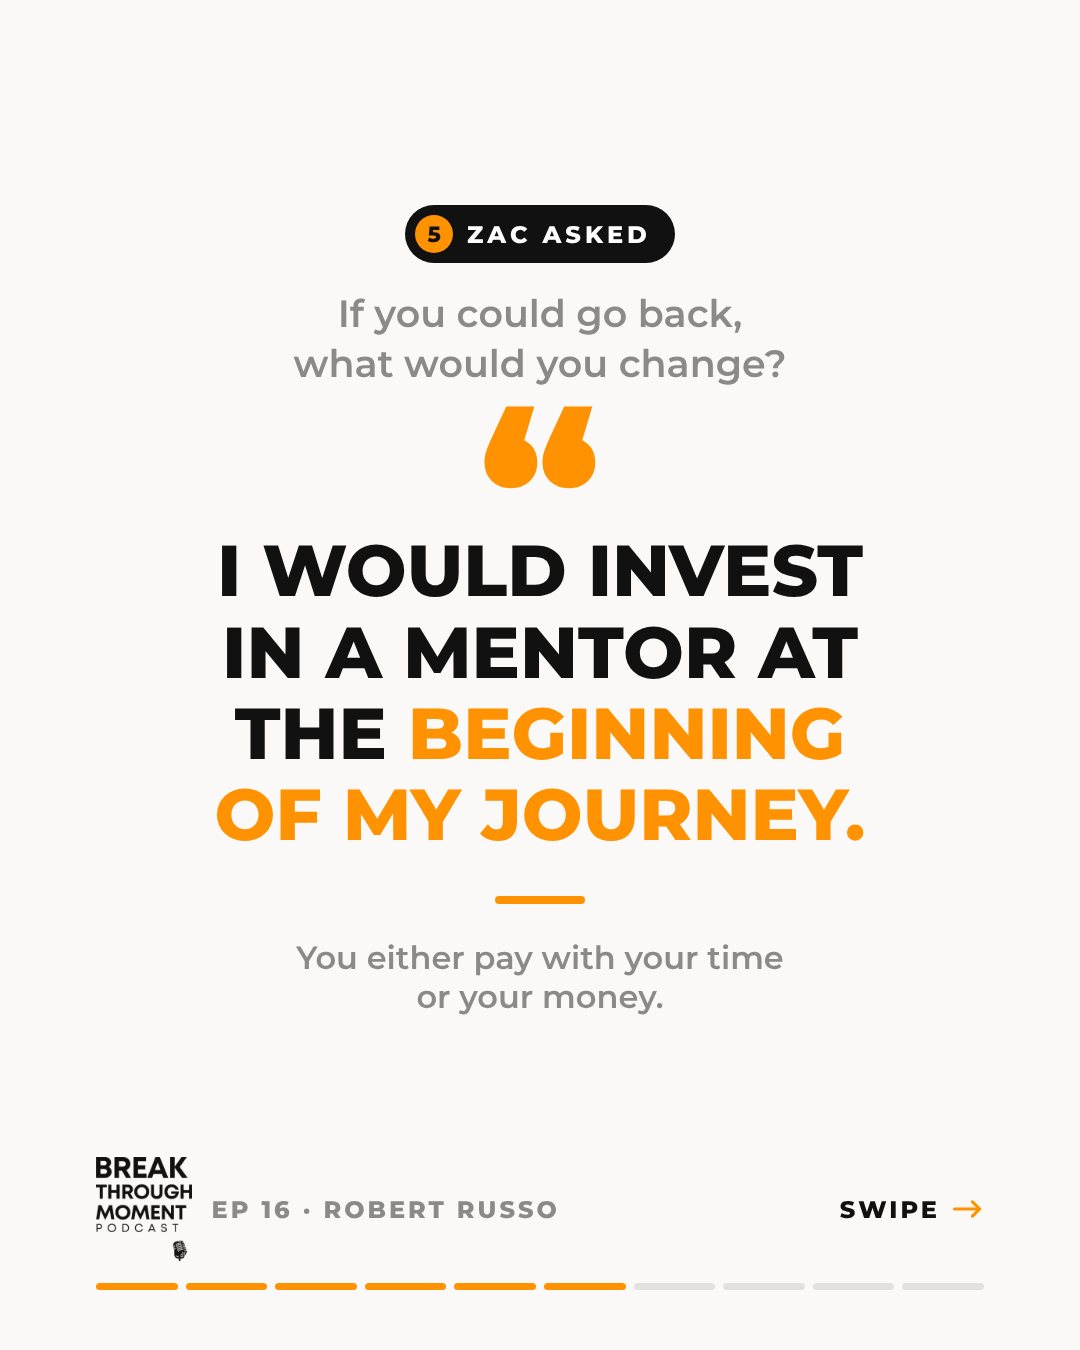 5 ZAC ASKED
If you could go back,
what would you change?
“
I WOULD INVEST
IN A MENTOR AT
THE BEGINNING
OF MY JOURNEY.
You either pay with your time
or your money.
BREAK
THROUGH
MOMENT
PODCAST
EP 16 · ROBERT RUSSO
SWIPE →